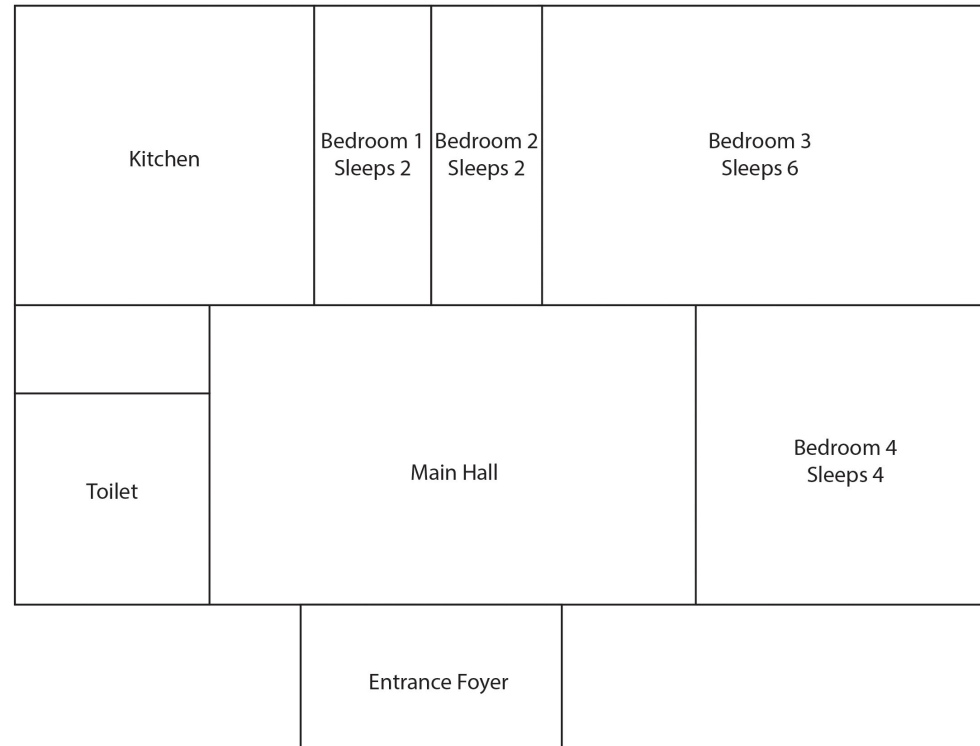 Kitchen
Bedroom 1
Sleeps 2
Bedroom 2
Sleeps 2
Bedroom 3
Sleeps 6
Toilet
Main Hall
Bedroom 4
Sleeps 4
Entrance Foyer